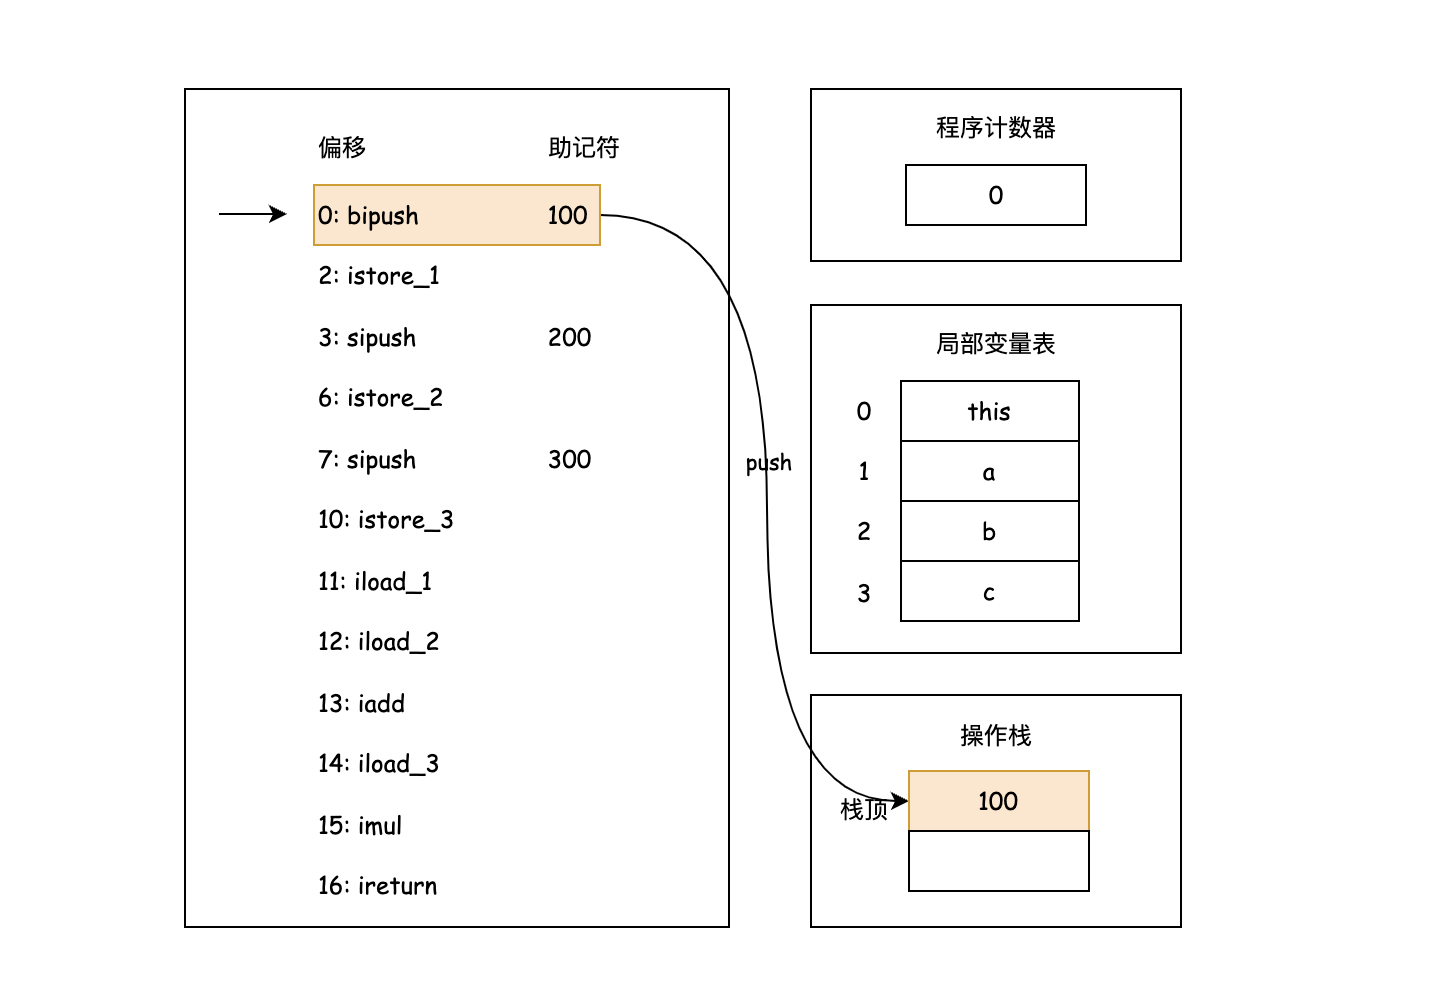 偏移 助记符
0: bipush 100
2: istore_1
3: sipush 200
6: istore_2
7: sipush 300
10: istore_3
11: iload_1
12: iload_2
13: iadd
14: iload_3
15: imul
16: ireturn
push
程序计数器
0
局部变量表
0 this
1 a
2 b
3 c
操作栈
栈顶 100